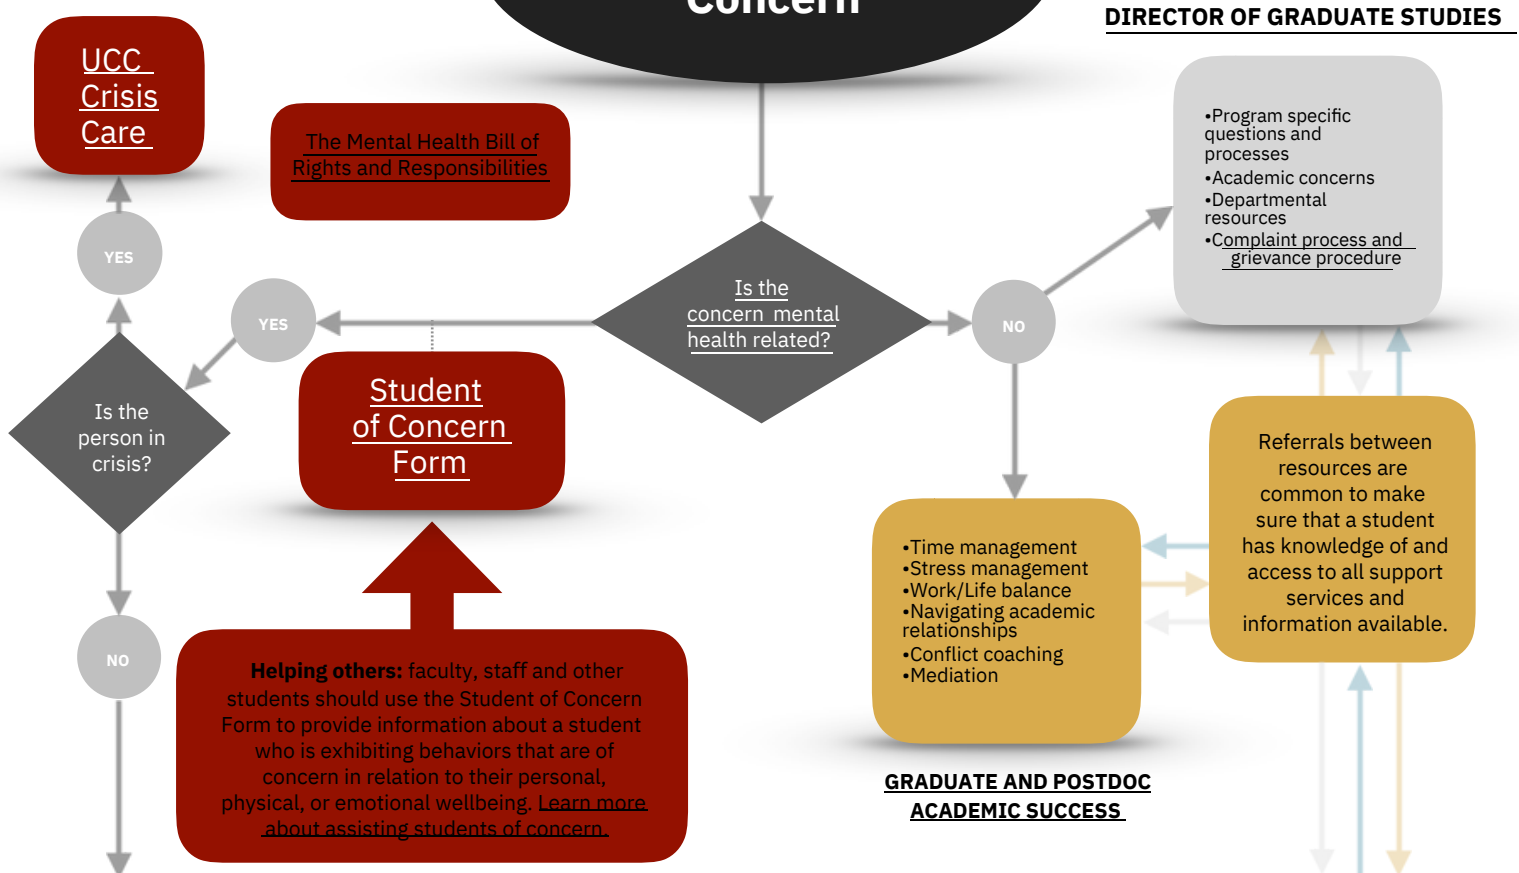 Concern
DIRECTOR OF GRADUATE STUDIES
UCC
Crisis
Care
The Mental Health Bill of
Rights and Responsibilities
•Program specific
questions and
processes
•Academic concerns
•Departmental
resources
•Complaint process and
grievance procedure
YES
YES
Is the
concern mental
health related?
NO
Is the
person in
crisis?
Student
of Concern
Form
Referrals between
resources are
common to make
sure that a student
has knowledge of and
access to all support
services and
information available.
•Time management
•Stress management
•Work/Life balance
•Navigating academic
relationships
•Conflict coaching
•Mediation
NO
Helping others: faculty, staff and other
students should use the Student of Concern
Form to provide information about a student
who is exhibiting behaviors that are of
concern in relation to their personal,
physical, or emotional wellbeing. Learn more
about assisting students of concern.
GRADUATE AND POSTDOC
ACADEMIC SUCCESS